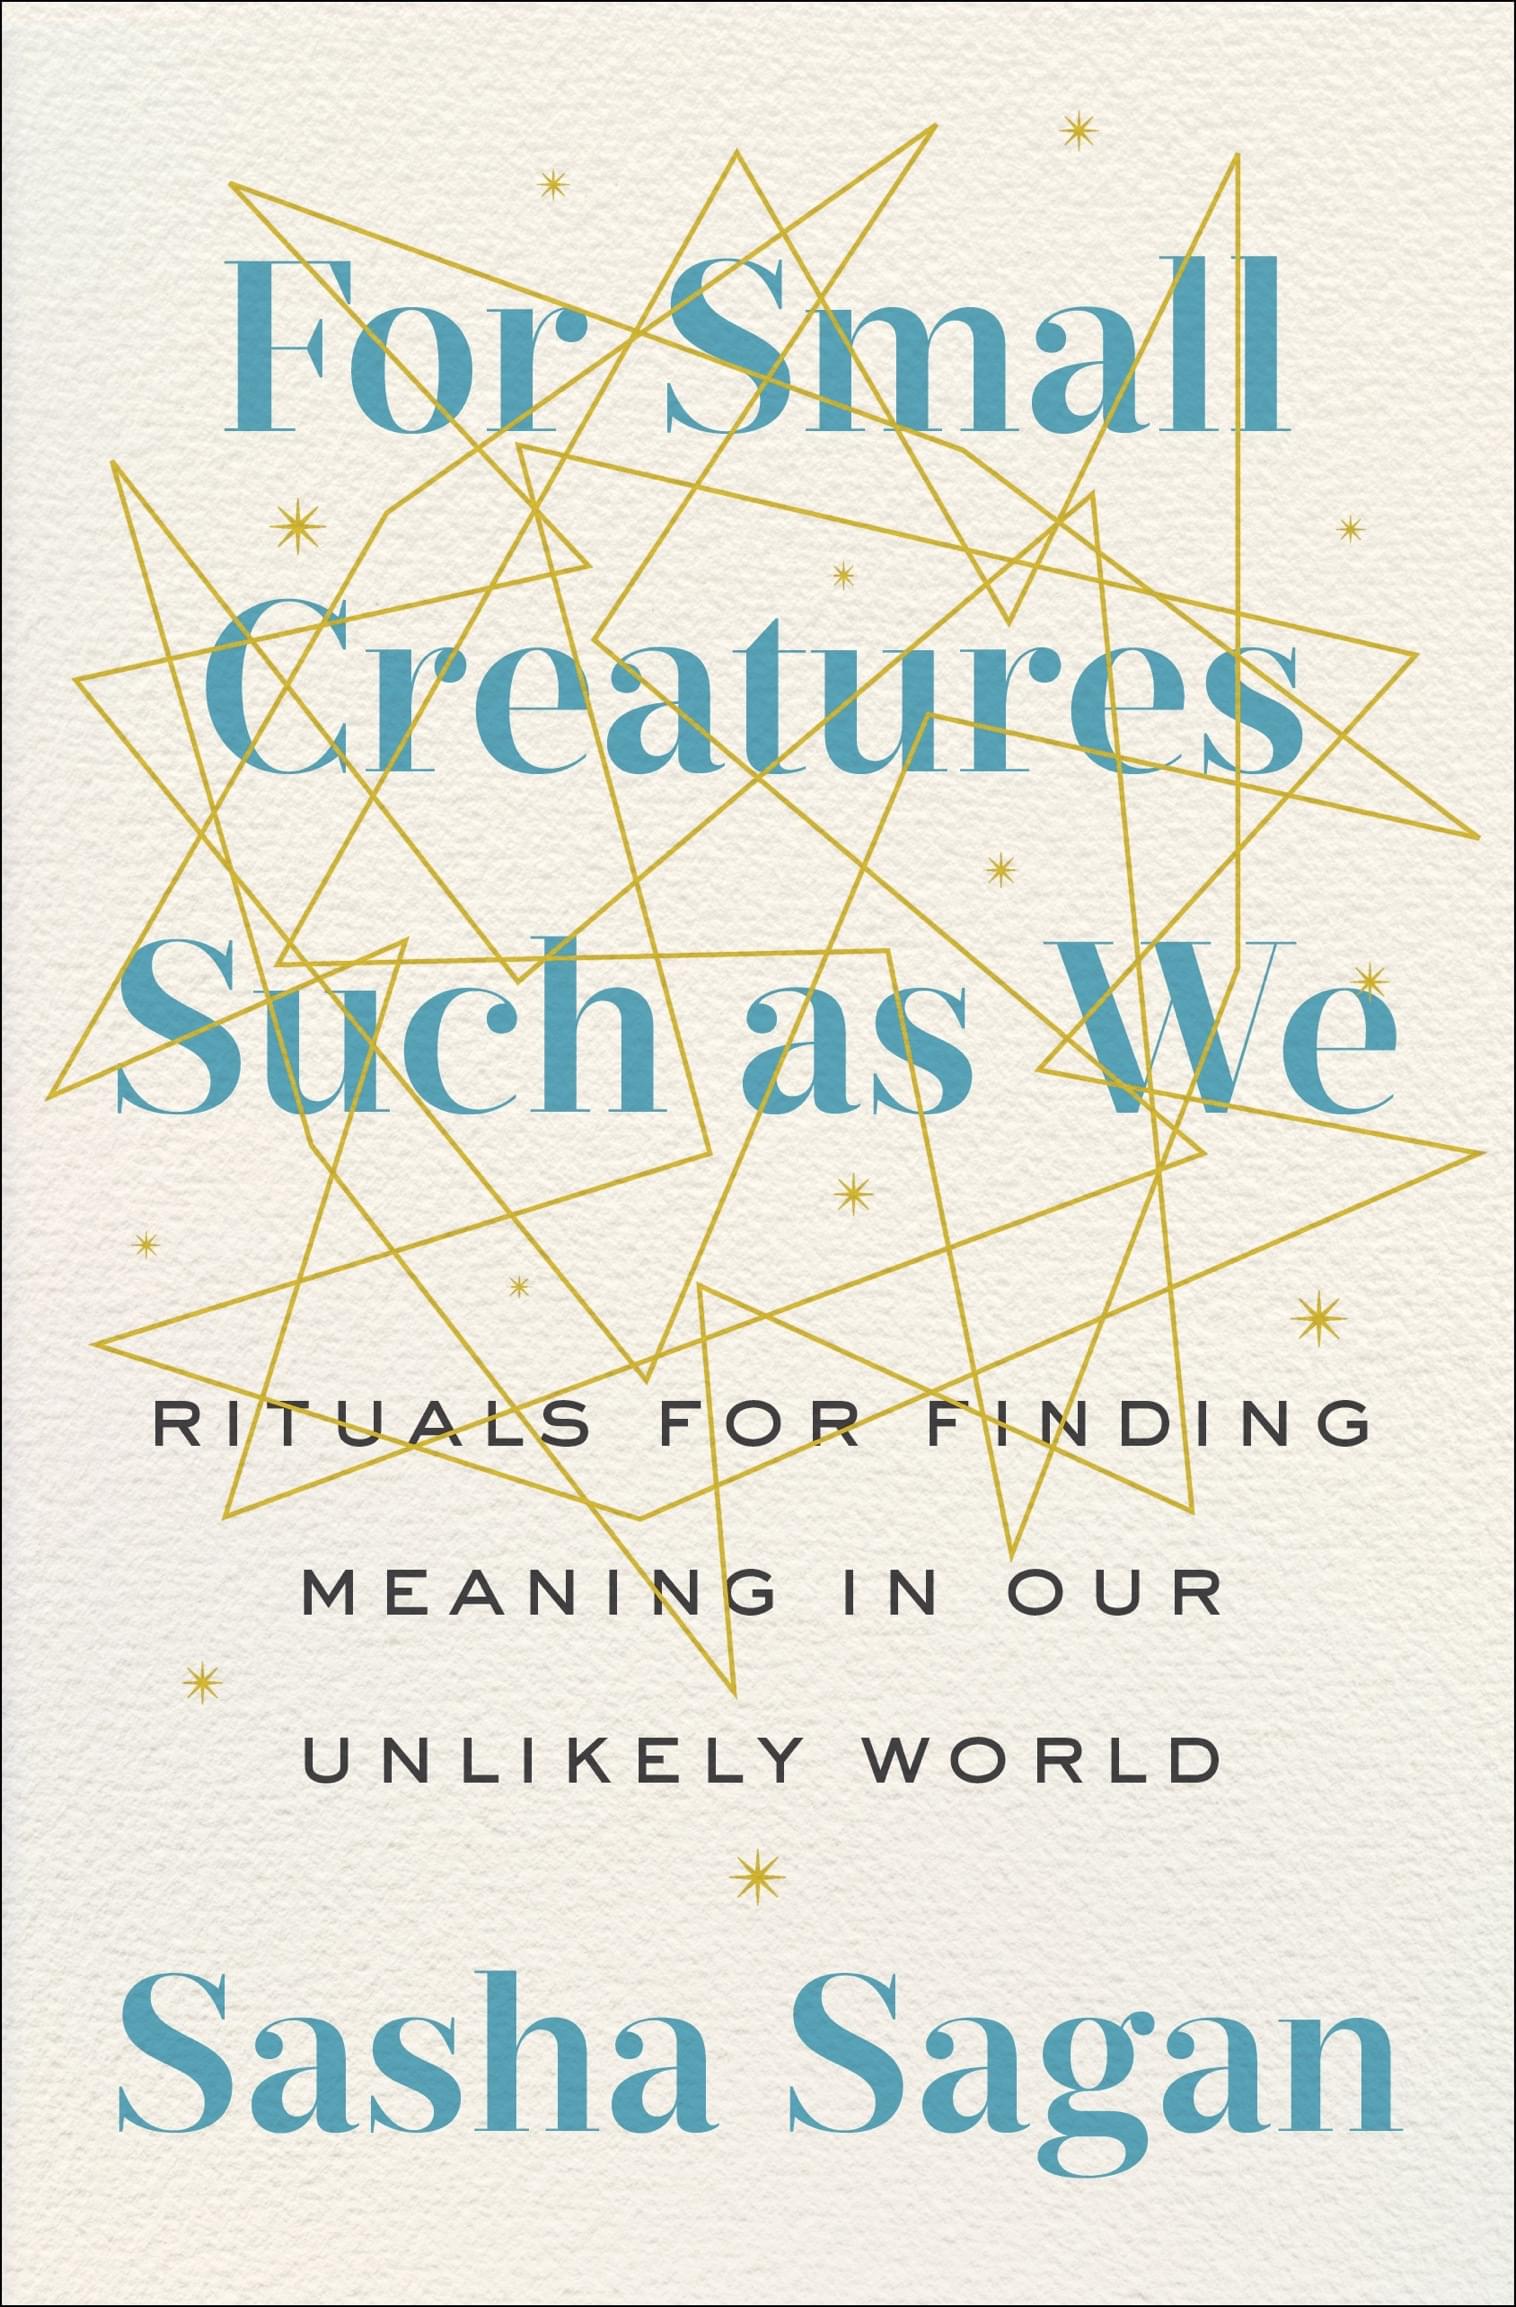 For Small
Creatures
Such as We
RITUALS FOR FINDING
MEANING IN OUR
UNLIKELY WORLD
Sasha Sagan